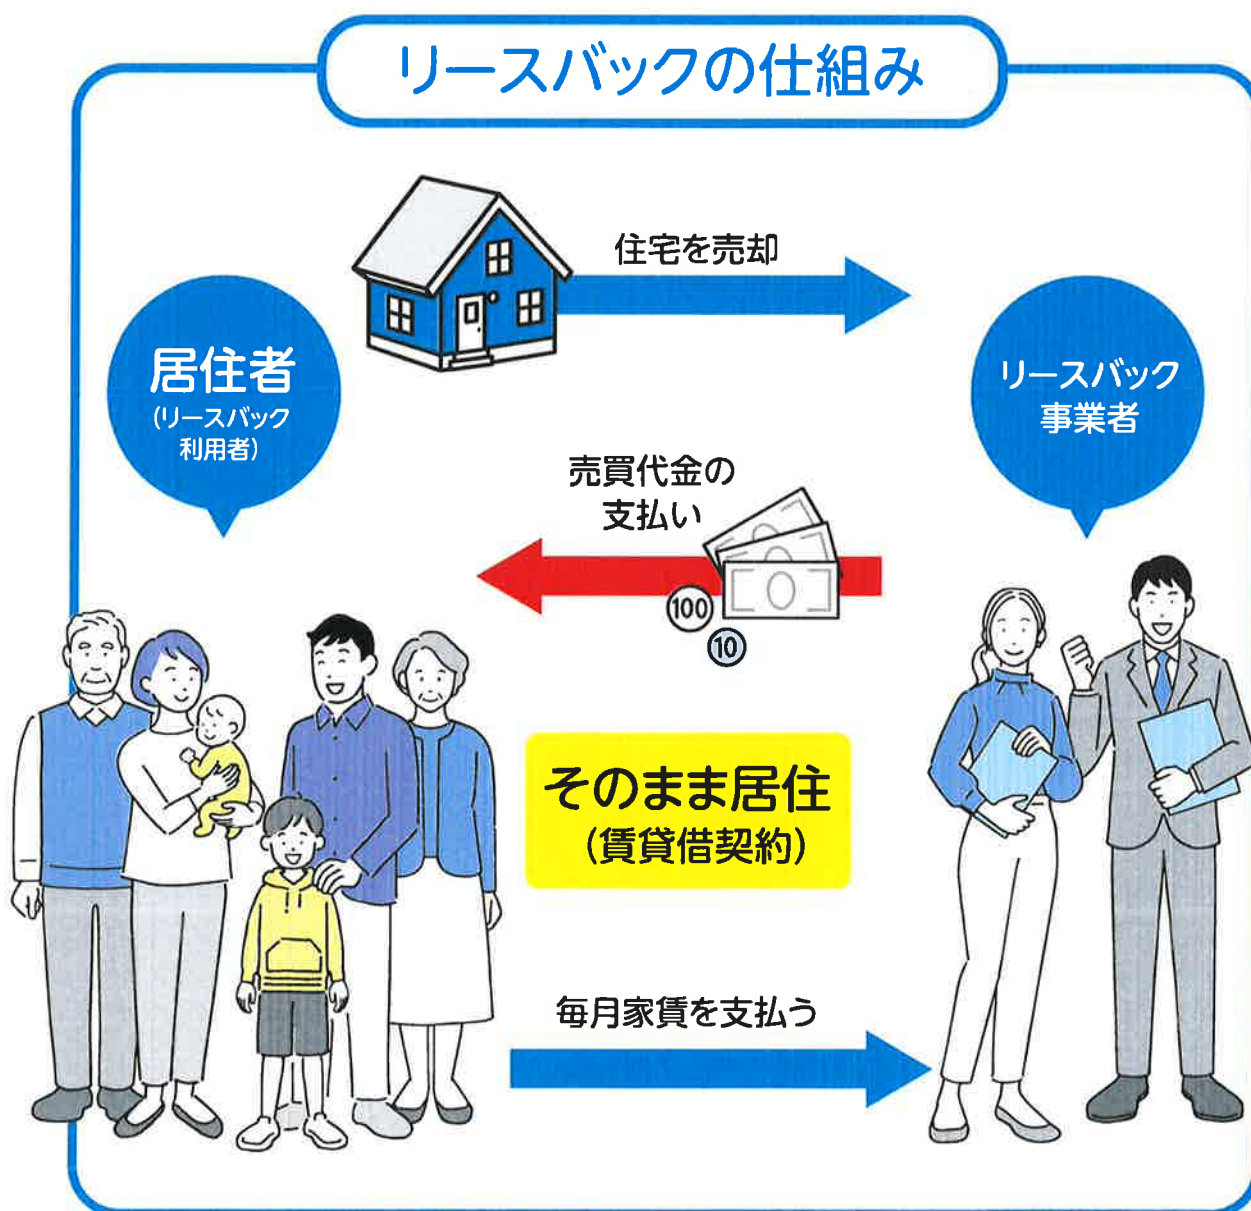 リースバックの仕組み
住宅を売却
居住者
(リースバック
利用者)
リースバック
事業者
売買代金の
支払い
100
10
そのまま居住
(賃貸借契約)
毎月家賃を支払う